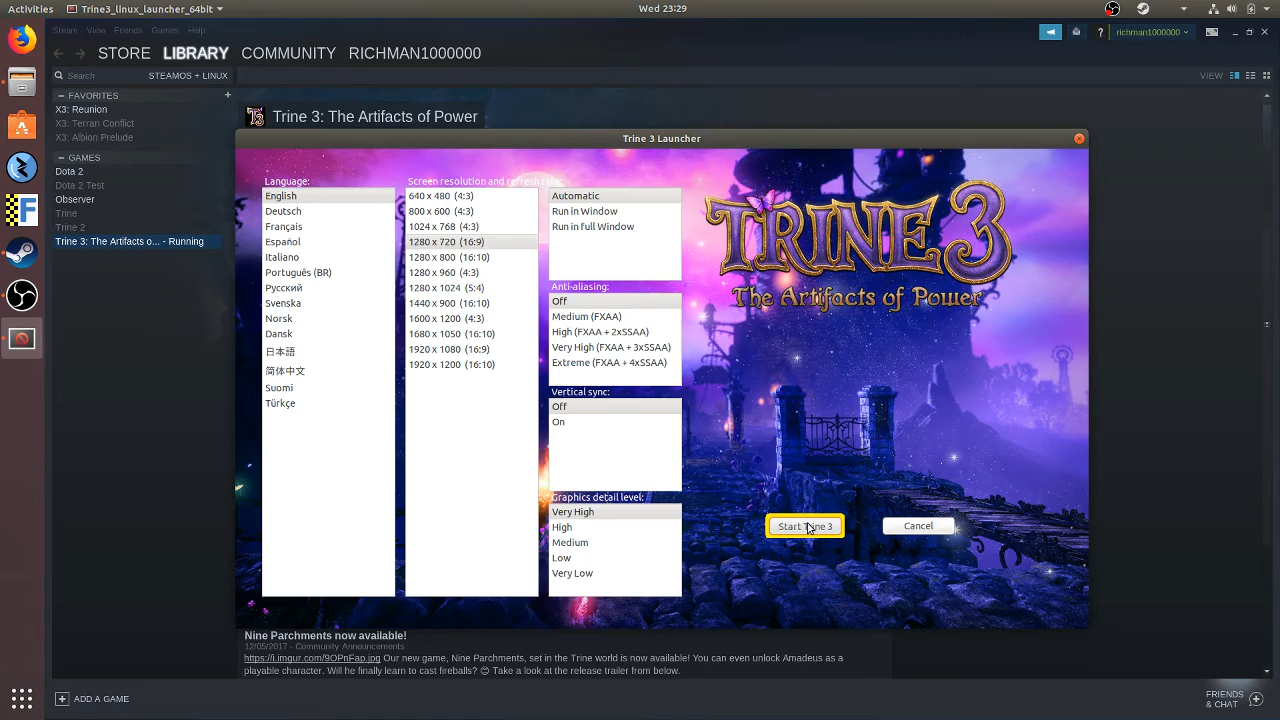 Activities Trine3_linux_launcher_64bit Wed 23:29
Steam View Friends Games Help richman1000000
STORE LIBRARY COMMUNITY RICHMAN1000000
Search STEAMOS + LINUX VIEW
FAVORITES +
X3: Reunion
X3: Terran Conflict
X3: Albion Prelude
GAMES
Dota 2
Dota 2 Test
Observer
Trine
Trine 2
Trine 3: The Artifacts o... - Running
Trine 3: The Artifacts of Power
Trine 3 Launcher
Language:
English
Deutsch
Français
Español
Italiano
Português (BR)
Русский
Svenska
Norsk
Dansk
日本語
简体中文
Suomi
Türkçe
Screen resolution and refresh rate:
640 x 480 (4:3)
800 x 600 (4:3)
1024 x 768 (4:3)
1280 x 720 (16:9)
1280 x 800 (16:10)
1280 x 960 (4:3)
1280 x 1024 (5:4)
1440 x 900 (16:10)
1600 x 1200 (4:3)
1680 x 1050 (16:10)
1920 x 1080 (16:9)
1920 x 1200 (16:10)
Automatic
Run in Window
Run in full Window
Anti-aliasing:
Off
Medium (FXAA)
High (FXAA + 2xSSAA)
Very High (FXAA + 3xSSAA)
Extreme (FXAA + 4xSSAA)
Vertical sync:
Off
On
Graphics detail level:
Very High
High
Medium
Low
Very Low
TRINE 3
The Artifacts of Power
Start Trine 3 Cancel
Nine Parchments now available!
12/05/2017 - Community Announcements
https://i.imgur.com/9OPnFap.jpg Our new game, Nine Parchments, set in the Trine world is now available! You can even unlock Amadeus as a
playable character. Will he finally learn to cast fireballs? 😊 Take a look at the release trailer from below.
+ ADD A GAME
FRIENDS
& CHAT